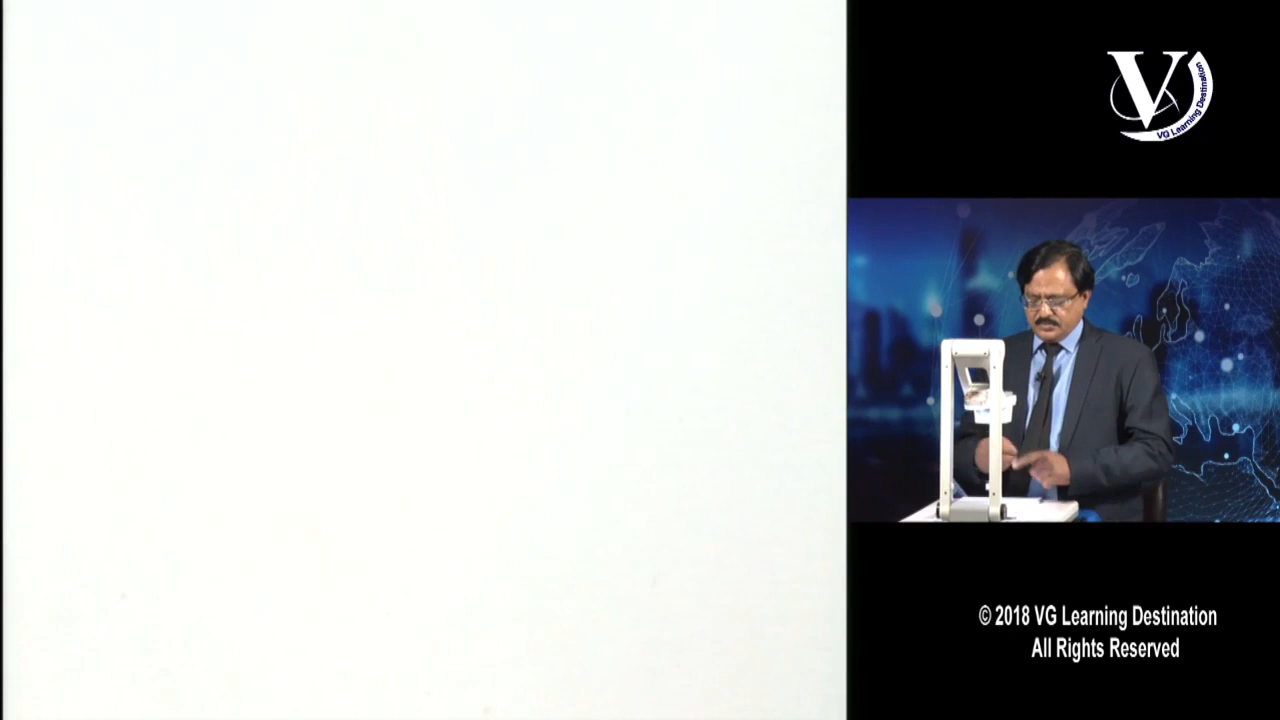 V
VG Learning Destination
© 2018 VG Learning Destination
All Rights Reserved